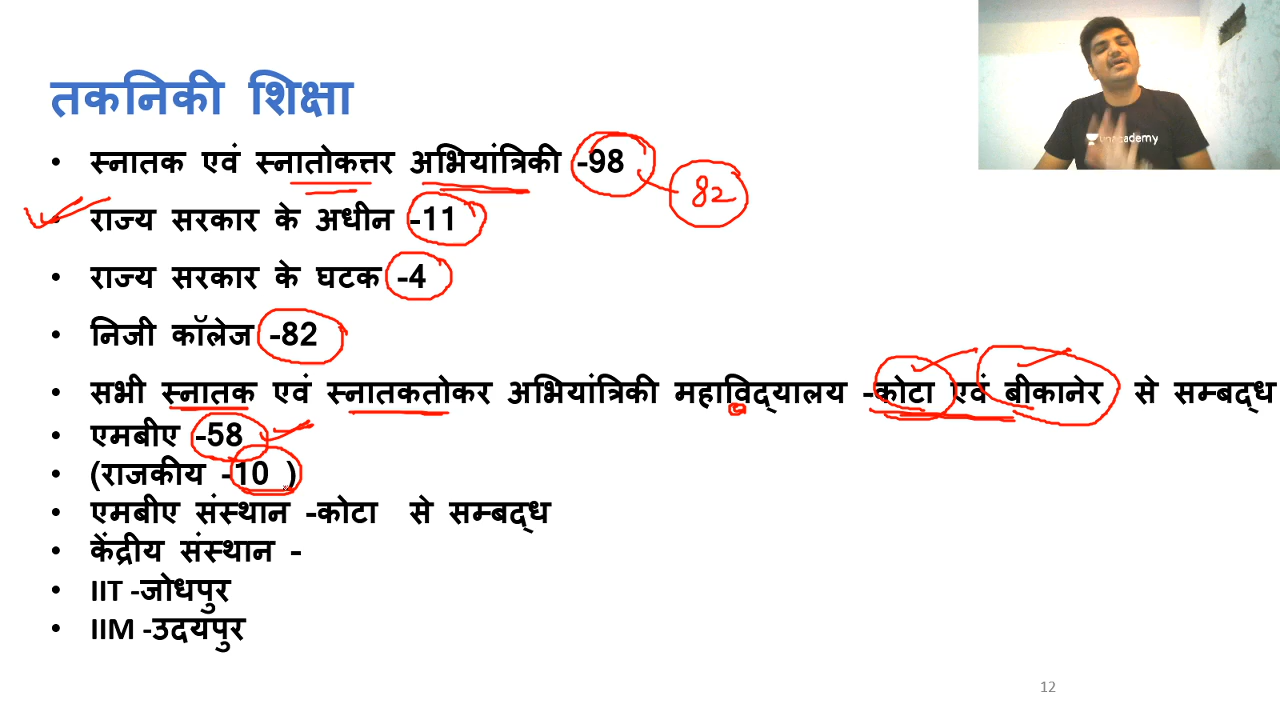 तकनिकी शिक्षा
• स्नातक एवं स्नातोकत्तर अभियांत्रिकी -98
82
• राज्य सरकार के अधीन -11
• राज्य सरकार के घटक -4
• निजी कॉलेज -82
• सभी स्नातक एवं स्नातकतोकर अभियांत्रिकी महाविद्यालय -कोटा एवं बीकानेर से सम्बद्ध
• एमबीए -58
• (राजकीय -10 )
• एमबीए संस्थान -कोटा से सम्बद्ध
• केंद्रीय संस्थान -
• IIT -जोधपुर
• IIM -उदयपुर
12